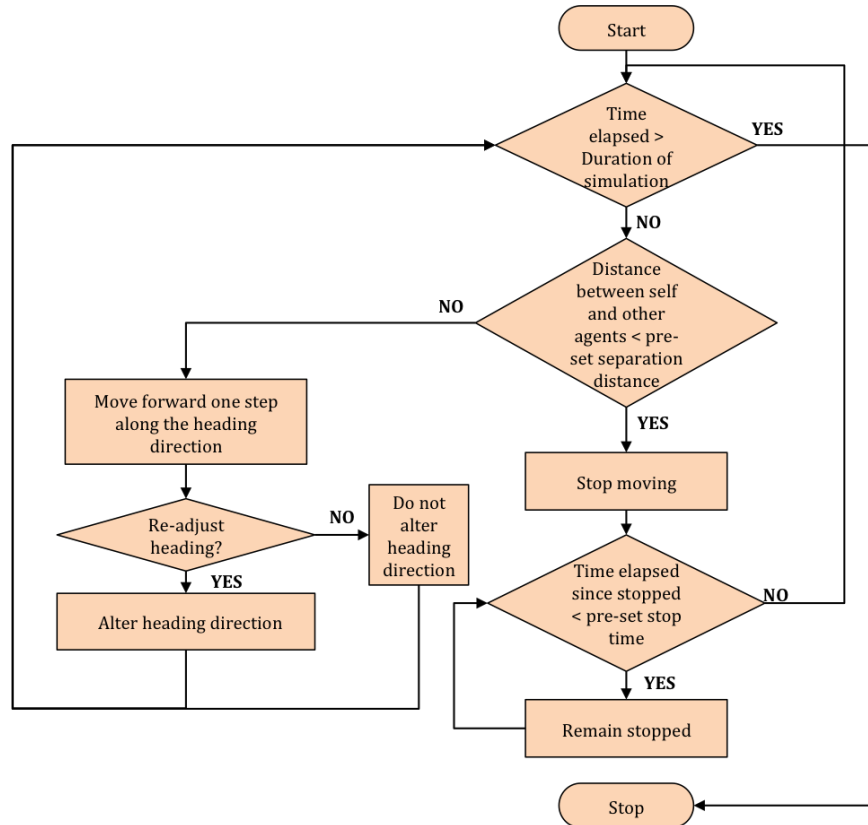 Start
Time
elapsed >
Duration of
simulation
YES
NO
Distance
between self
and other
agents < pre-
set separation
distance
NO
YES
Move forward one step
along the heading
direction
Stop moving
Re-adjust
heading?
NO
YES
Do not
alter
heading
direction
Alter heading direction
Time elapsed
since stopped
< pre-set stop
time
NO
YES
Remain stopped
Stop